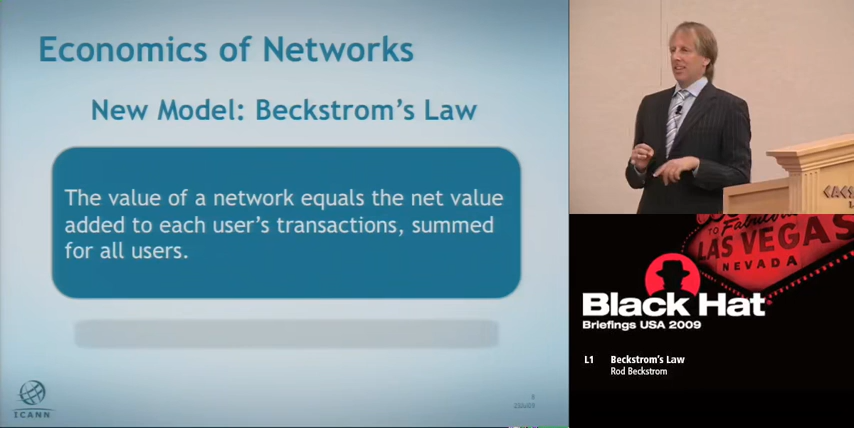 Economics of Networks
New Model: Beckstrom's Law
The value of a network equals the net value
added to each user's transactions, summed
for all users.
ICANN
TO Fabulous
LAS VEGAS
NEVADA
Black Hat
Briefings USA 2009
L1 Beckstrom's Law
Rod Beckstrom